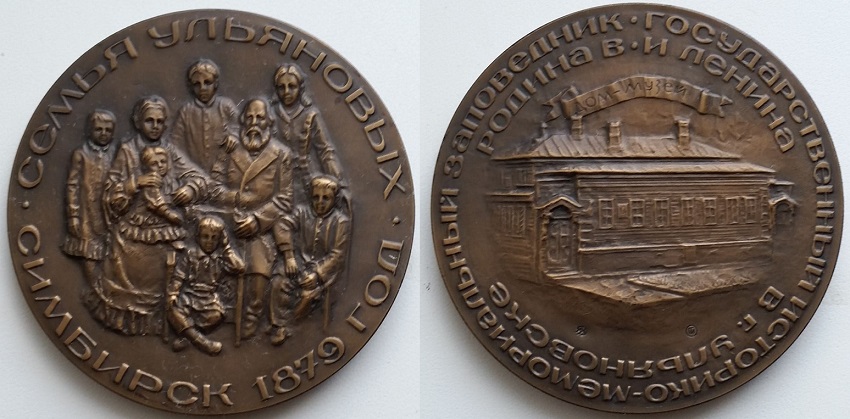 · СЕМЬЯ УЛЬЯНОВЫХ ·
СИМБИРСК 1879 ГОД
ГОСУДАРСТВЕННЫЙ ИСТОРИКО-МЕМОРИАЛЬНЫЙ ЗАПОВЕДНИК ·
РОДИНА В · И ЛЕНИНА
В Г. УЛЬЯНОВСКЕ
ДОМ-МУЗЕЙ